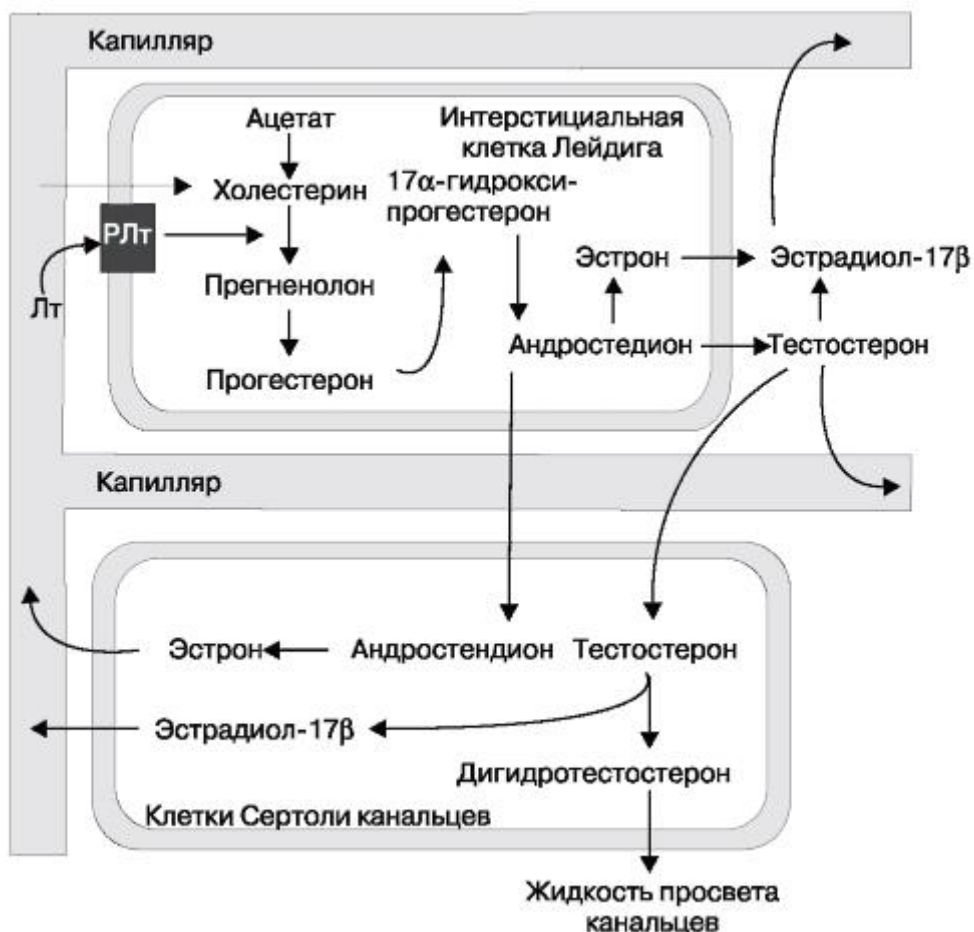 Капилляр
Ацетат
Интерстициальная
клетка Лейдига
Холестерин
17α-гидрокси-
прогестерон
РЛт
Лт
Прегненолон
Эстрон
Эстрадиол-17β
Прогестерон
Андростедион
Тестостерон
Капилляр
Эстрон
Андростендион
Тестостерон
Эстрадиол-17β
Дигидротестостерон
Клетки Сертоли канальцев
Жидкость просвета
канальцев